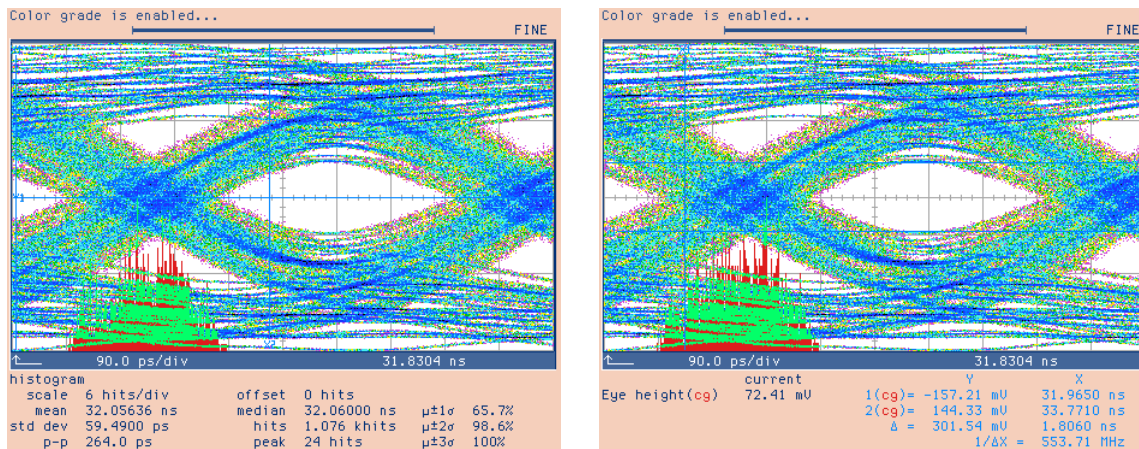 Color grade is enabled...
FINE
90.0 ps/div 31.8304 ns
histogram
scale 6 hits/div offset 0 hits
mean 32.05636 ns median 32.06000 ns µ±1σ 65.7%
std dev 59.4900 ps hits 1.076 khits µ±2σ 98.6%
p-p 264.0 ps peak 24 hits µ±3σ 100%
Color grade is enabled...
FINE
90.0 ps/div 31.8304 ns
current Y X
Eye height(cg) 72.41 mV 1(cg)= -157.21 mV 31.9650 ns
2(cg)= 144.33 mV 33.7710 ns
Δ = 301.54 mV 1.8060 ns
1/ΔX = 553.71 MHz